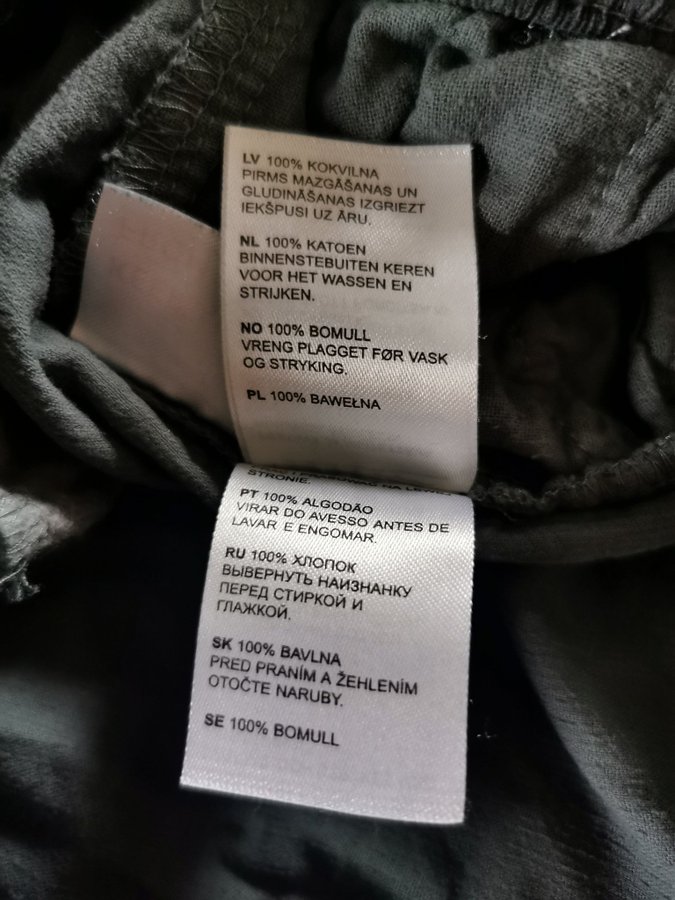 LV 100% KOKVILNA
PIRMS MAZGĀŠANAS UN
GLUDINĀŠANAS IZGRIEZT
IEKŠPUSI UZ ĀRU.
NL 100% KATOEN
BINNENSTEBUITEN KEREN
VOOR HET WASSEN EN
STRIJKEN.
NO 100% BOMULL
VRENG PLAGGET FØR VASK
OG STRYKING.
PL 100% BAWEŁNA
NA LEWEJ
STRONIE.
PT 100% ALGODÃO
VIRAR DO AVESSO ANTES DE
LAVAR E ENGOMAR.
RU 100% ХЛОПОК
ВЫВЕРНУТЬ НАИЗНАНКУ
ПЕРЕД СТИРКОЙ И
ГЛАЖКОЙ.
SK 100% BAVLNA
PRED PRANÍM A ŽEHLENÍM
OTOČTE NARUBY.
SE 100% BOMULL